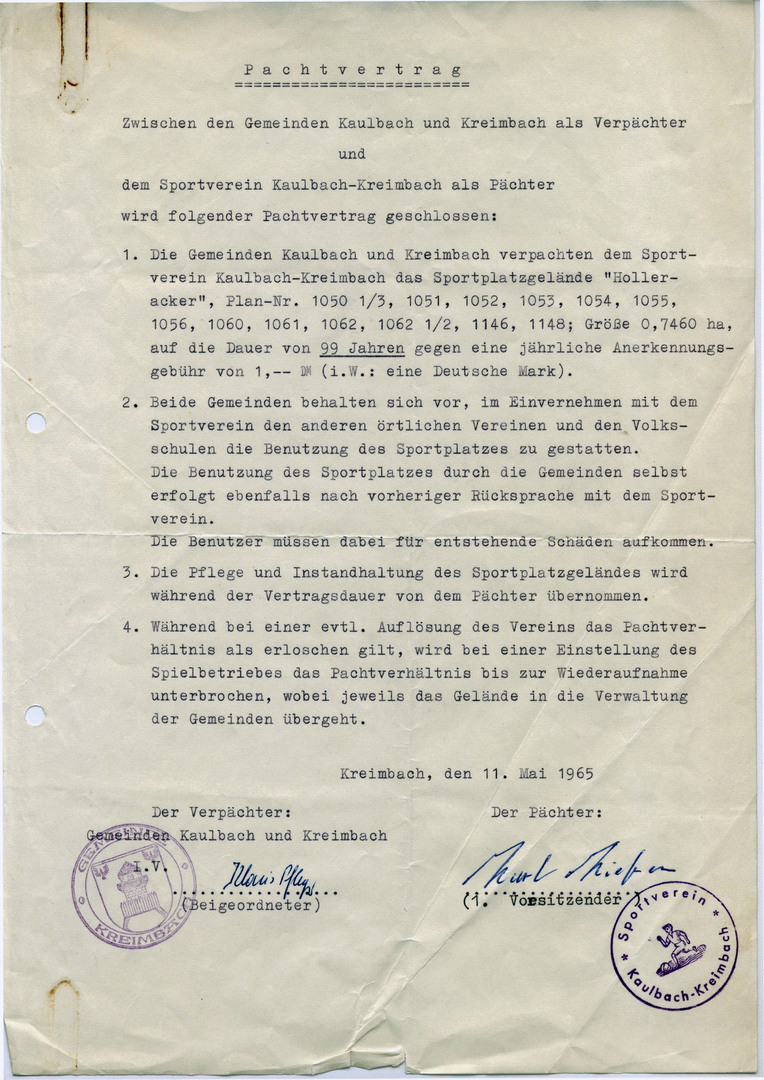 Pachtvertrag
Zwischen den Gemeinden Kaulbach und Kreimbach als Verpächter
und
dem Sportverein Kaulbach-Kreimbach als Pächter
wird folgender Pachtvertrag geschlossen:
1. Die Gemeinden Kaulbach und Kreimbach verpachten dem Sport-
verein Kaulbach-Kreimbach das Sportplatzgelände "Holler-
acker", Plan-Nr. 1050 1/3, 1051, 1052, 1053, 1054, 1055,
1056, 1060, 1061, 1062, 1062 1/2, 1146, 1148; Größe 0,7460 ha,
auf die Dauer von 99 Jahren gegen eine jährliche Anerkennungs-
gebühr von 1,-- DM (i.W.: eine Deutsche Mark).
2. Beide Gemeinden behalten sich vor, im Einvernehmen mit dem
Sportverein den anderen örtlichen Vereinen und den Volks-
schulen die Benutzung des Sportplatzes zu gestatten.
Die Benutzung des Sportplatzes durch die Gemeinden selbst
erfolgt ebenfalls nach vorheriger Rücksprache mit dem Sport-
verein.
Die Benutzer müssen dabei für entstehende Schäden aufkommen.
3. Die Pflege und Instandhaltung des Sportplatzgeländes wird
während der Vertragsdauer von dem Pächter übernommen.
4. Während bei einer evtl. Auflösung des Vereins das Pachtver-
hältnis als erloschen gilt, wird bei einer Einstellung des
Spielbetriebes das Pachtverhältnis bis zur Wiederaufnahme
unterbrochen, wobei jeweils das Gelände in die Verwaltung
der Gemeinden übergeht.
Kreimbach, den 11. Mai 1965
Der Verpächter:
Gemeinden Kaulbach und Kreimbach
I.V.
(Beigeordneter)
GEMEINDE
KREIMBACH
Der Pächter:
Karl
(1. Vorsitzender)
Sportverein
Kaulbach-Kreimbach